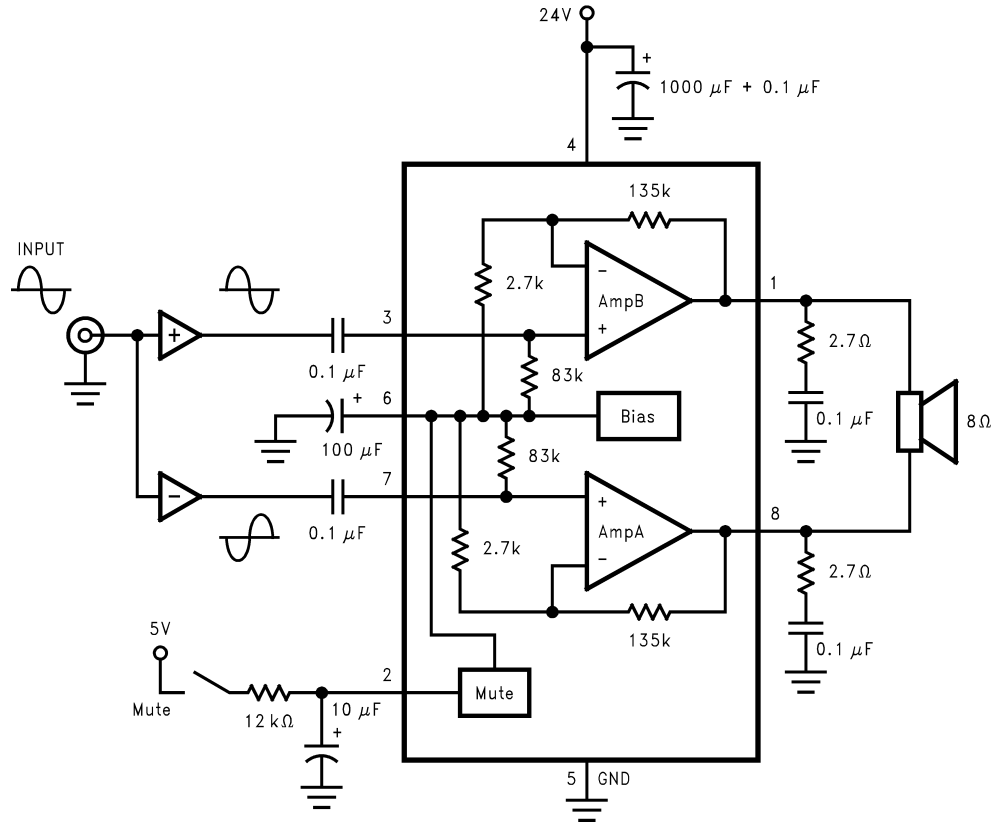 24V
+
1000 µF + 0.1 µF
4
135k
INPUT
2.7k
−
AmpB
+
1
3
+
2.7Ω
0.1 µF
83k
0.1 µF
+
6
Bias
8Ω
100 µF
83k
7
+
8
−
AmpA
0.1 µF
−
2.7k
2.7Ω
5V
135k
0.1 µF
2
Mute
Mute
12 kΩ
10 µF
+
5
GND